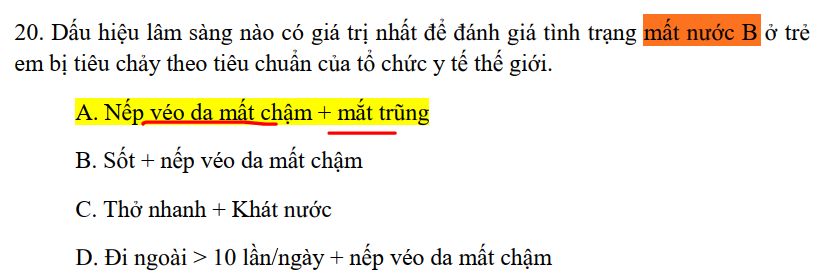 20. Dấu hiệu lâm sàng nào có giá trị nhất để đánh giá tình trạng mất nước B ở trẻ
em bị tiêu chảy theo tiêu chuẩn của tổ chức y tế thế giới.
A. Nếp véo da mất chậm + mắt trũng
B. Sốt + nếp véo da mất chậm
C. Thở nhanh + Khát nước
D. Đi ngoài > 10 lần/ngày + nếp véo da mất chậm